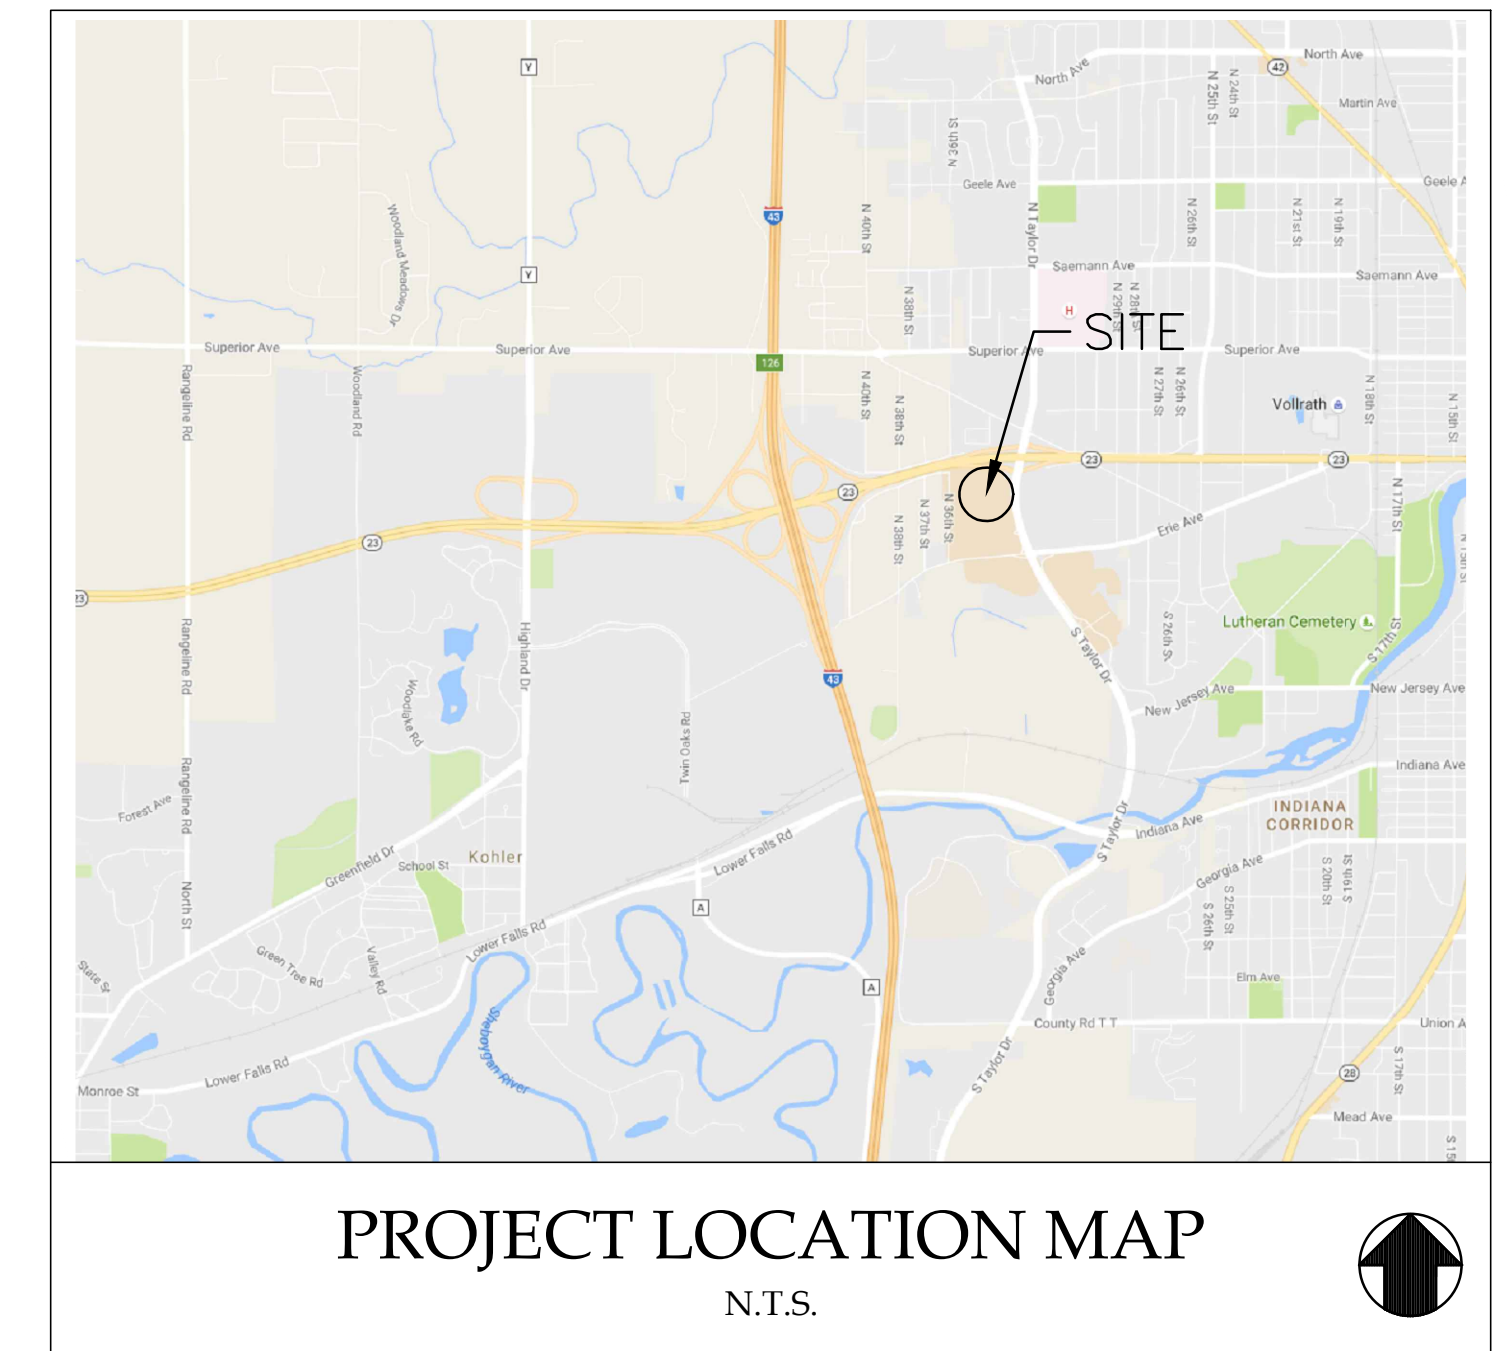 North Ave
North Ave
42
Y
N 25th St
N 24th St
Martin Ave
N 39th St
Geele Ave
Geele A
43
Woodland Meadows Dr
N 40th St
N Taylor Dr
N 26th St
N 21st St
N 19th St
Y
Saemann Ave
Saemann Ave
N 38th St
N 29th St
N 28th St
H
SITE
Superior Ave
Superior Ave
Superior Ave
Superior Ave
126
Rangeline Rd
Woodland Rd
N 40th St
N 38th St
N 27th St
N 26th St
Vollrath
N 18th St
N 15th St
23
23
23
23
23
N 38th St
N 37th St
N 36th St
Erie Ave
N 17th St
N 15th St
Rangeline Rd
Highland Dr
Lutheran Cemetery
S 26th St
S Taylor Dr
S 17th St
43
Woodlake Rd
New Jersey Ave
New Jersey Ave
Twin Oaks Rd
Rangeline Rd
Indiana Ave
Forest Ave
INDIANA
CORRIDOR
S Taylor Dr
Indiana Ave
Lower Falls Rd
Greenfield Dr
School St
Kohler
Georgia Ave
S 20th St
S 19th St
North St
A
S 26th St
S 25th St
Lower Falls Rd
Green Tree Rd
Valley Rd
State St
Georgia Ave
Elm Ave
A
Sheboygan River
County Rd T T
Union A
S Taylor Dr
28
S 17th St
Lower Falls Rd
Monroe St
Mead Ave
S 15t
PROJECT LOCATION MAP
N.T.S.